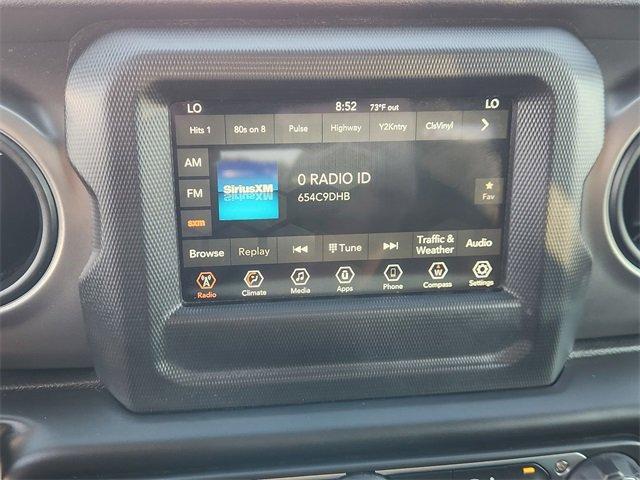 LO 8:52 73°F out LO
Hits 1 80s on 8 Pulse Highway Y2Kntry ClsVinyl
AM
FM
sxm
SiriusXM
0 RADIO ID
654C9DHB
Fav
Browse Replay Tune Traffic & Weather Audio
Radio Climate Media Apps Phone Compass Settings
W